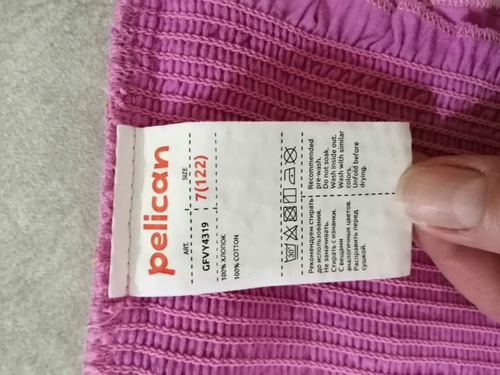 pelican
ART.
SIZE
GFVY4319
7(122)
100% ХЛОПОК
100% COTTON
30°
Рекомендуем стирать
до использования.
Не замачивать.
Стирать с изнанки.
С вещами
аналогичных цветов.
Расправить перед
сушкой.
Recommended
pre-wash.
Do not soak.
Wash inside out.
Wash with similar
colors.
Unfold before
drying.